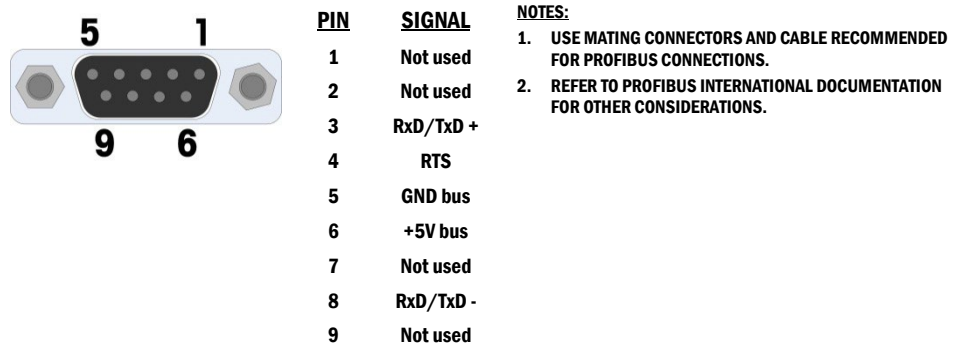 5 1
9 6
PIN SIGNAL
1 Not used
2 Not used
3 RxD/TxD +
4 RTS
5 GND bus
6 +5V bus
7 Not used
8 RxD/TxD -
9 Not used
NOTES:
1. USE MATING CONNECTORS AND CABLE RECOMMENDED
FOR PROFIBUS CONNECTIONS.
2. REFER TO PROFIBUS INTERNATIONAL DOCUMENTATION
FOR OTHER CONSIDERATIONS.